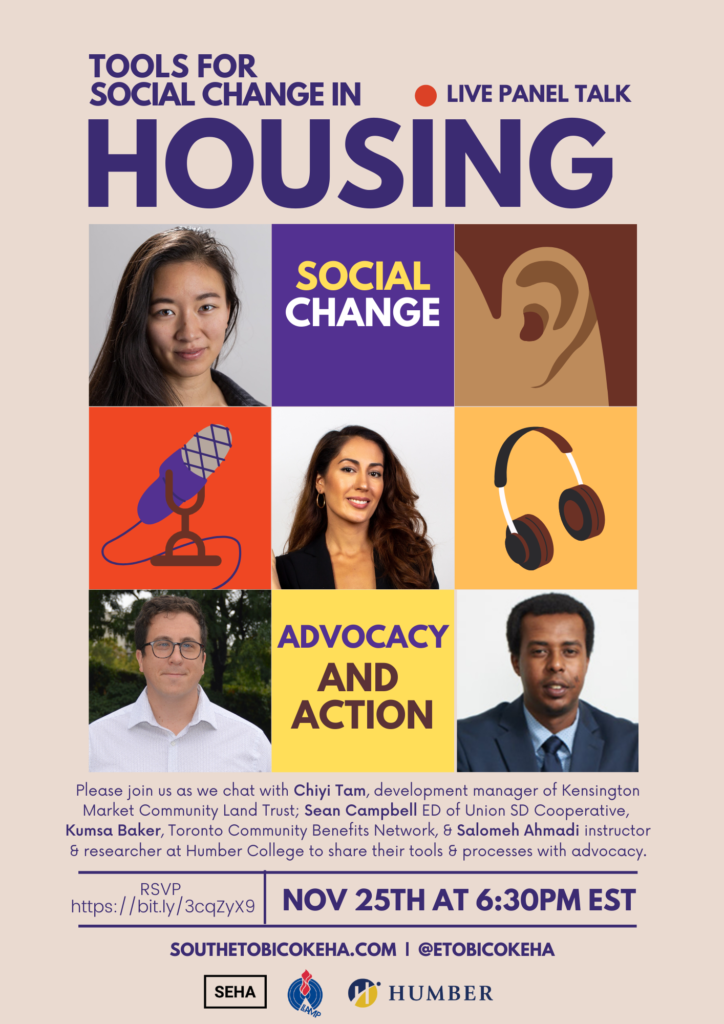 TOOLS FOR
SOCIAL CHANGE IN
LIVE PANEL TALK
HOUSING
SOCIAL
CHANGE
ADVOCACY
AND
ACTION
Please join us as we chat with Chiyi Tam, development manager of Kensington
Market Community Land Trust; Sean Campbell ED of Union SD Cooperative,
Kumsa Baker, Toronto Community Benefits Network, & Salomeh Ahmadi instructor
& researcher at Humber College to share their tools & processes with advocacy.
RSVP
https://bit.ly/3cqZyX9
NOV 25TH AT 6:30PM EST
SOUTHETOBICOKEHA.COM | @ETOBICOKEHA
SEHA
LAMP
HUMBER